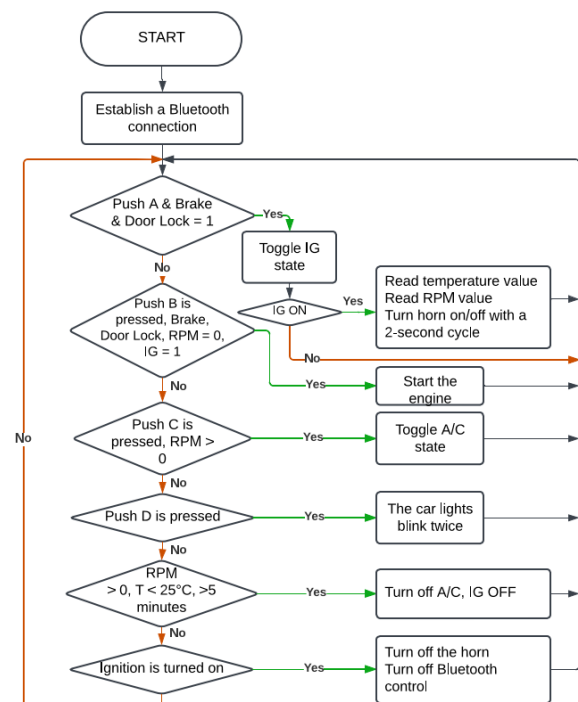 START
Establish a Bluetooth
connection
Push A & Brake
& Door Lock = 1
Yes
Toggle IG
state
No
Push B is
pressed, Brake,
Door Lock, RPM = 0,
IG = 1
IG ON
Yes
Read temperature value
Read RPM value
Turn horn on/off with a
2-second cycle
No
Yes
Start the
engine
No
Push C is
pressed, RPM >
0
Yes
Toggle A/C
state
No
No
Push D is pressed
Yes
The car lights
blink twice
No
RPM
> 0, T < 25°C, >5
minutes
Yes
Turn off A/C, IG OFF
No
Ignition is turned on
Yes
Turn off the horn
Turn off Bluetooth
control